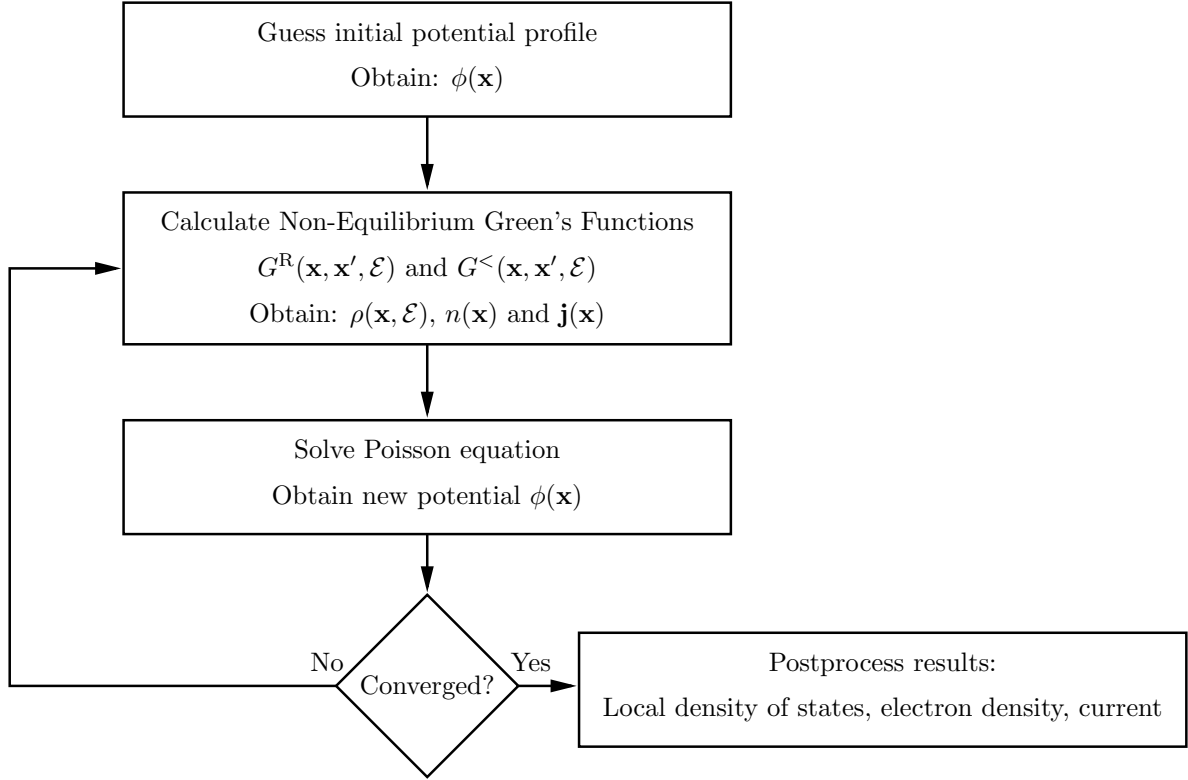 Guess initial potential profile
Obtain: ϕ(𝐱)
Calculate Non-Equilibrium Green's Functions
Gᴿ(𝐱, 𝐱′, ℰ) and G<(𝐱, 𝐱′, ℰ)
Obtain: ρ(𝐱, ℰ), n(𝐱) and 𝐣(𝐱)
Solve Poisson equation
Obtain new potential ϕ(𝐱)
No
Converged?
Yes
Postprocess results:
Local density of states, electron density, current